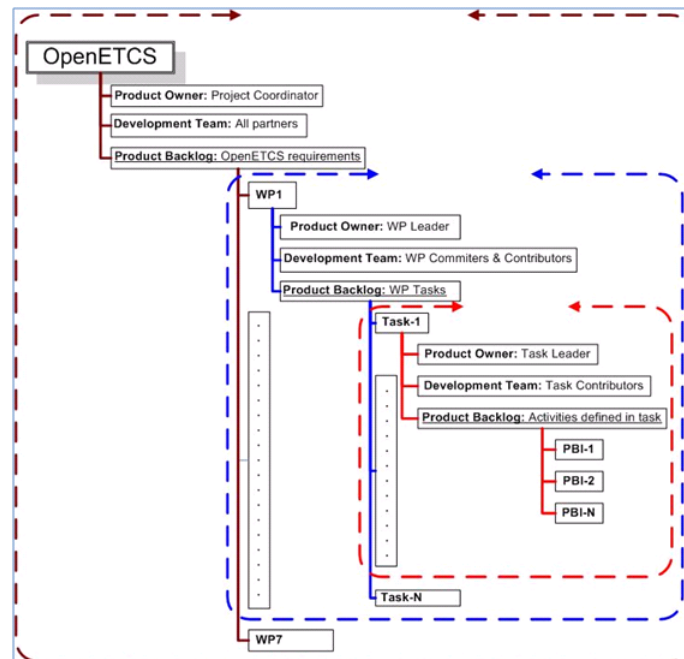 OpenETCS
Product Owner: Project Coordinator
Development Team: All partners
Product Backlog: OpenETCS requirements
WP1
Product Owner: WP Leader
Development Team: WP Commiters & Contributors
Product Backlog: WP Tasks
Task-1
Product Owner: Task Leader
Development Team: Task Contributors
Product Backlog: Activities defined in task
PBI-1
PBI-2
PBI-N
Task-N
WP7